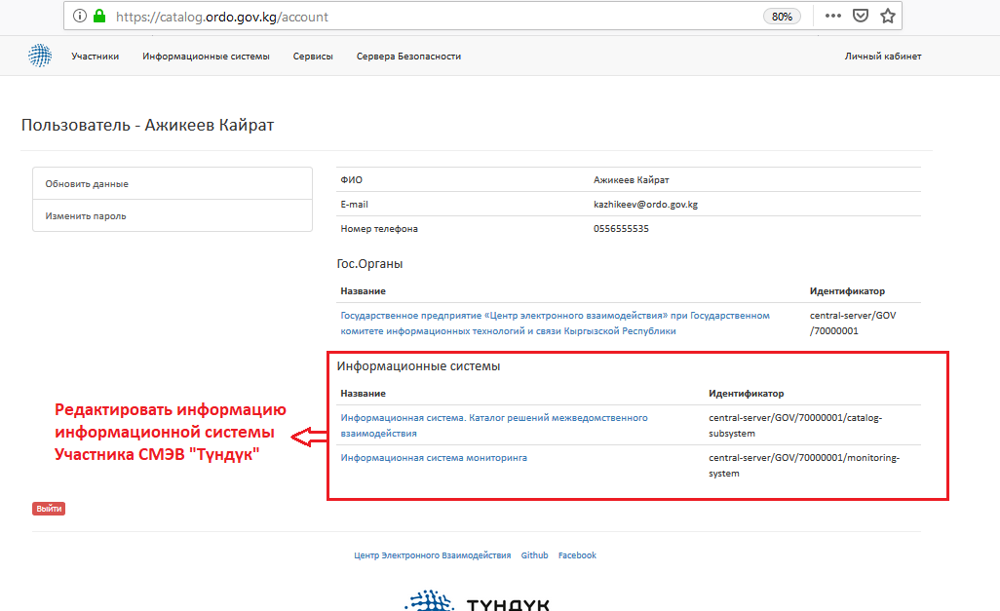 https://catalog.ordo.gov.kg/account
80%
Участники Информационные системы Сервисы Сервера Безопасности Личный кабинет
Пользователь - Ажикеев Кайрат
Обновить данные
Изменить пароль
ФИО Ажикеев Кайрат
E-mail kazhikeev@ordo.gov.kg
Номер телефона 0556555535
Гос.Органы
Название Идентификатор
Государственное предприятие «Центр электронного взаимодействия» при Государственном central-server/GOV
комитете информационных технологий и связи Кыргызской Республики /70000001
Информационные системы
Название Идентификатор
Информационная система. Каталог решений межведомственного central-server/GOV/70000001/catalog-
взаимодействия subsystem
Информационная система мониторинга central-server/GOV/70000001/monitoring-
system
Редактировать информацию
информационной системы
Участника СМЭВ "Түндүк"
Выйти
Центр Электронного Взаимодействия Github Facebook
ТҮНДҮК